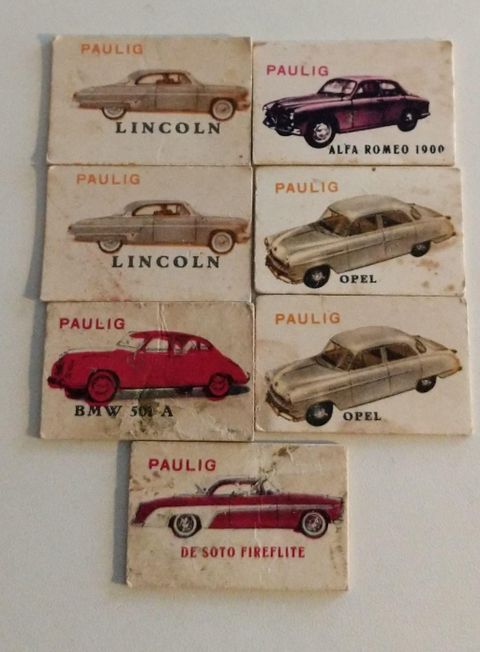 PAULIG
LINCOLN
PAULIG
ALFA ROMEO 1900
PAULIG
LINCOLN
PAULIG
OPEL
PAULIG
BMW 501-A
PAULIG
OPEL
PAULIG
DE SOTO FIREFLITE